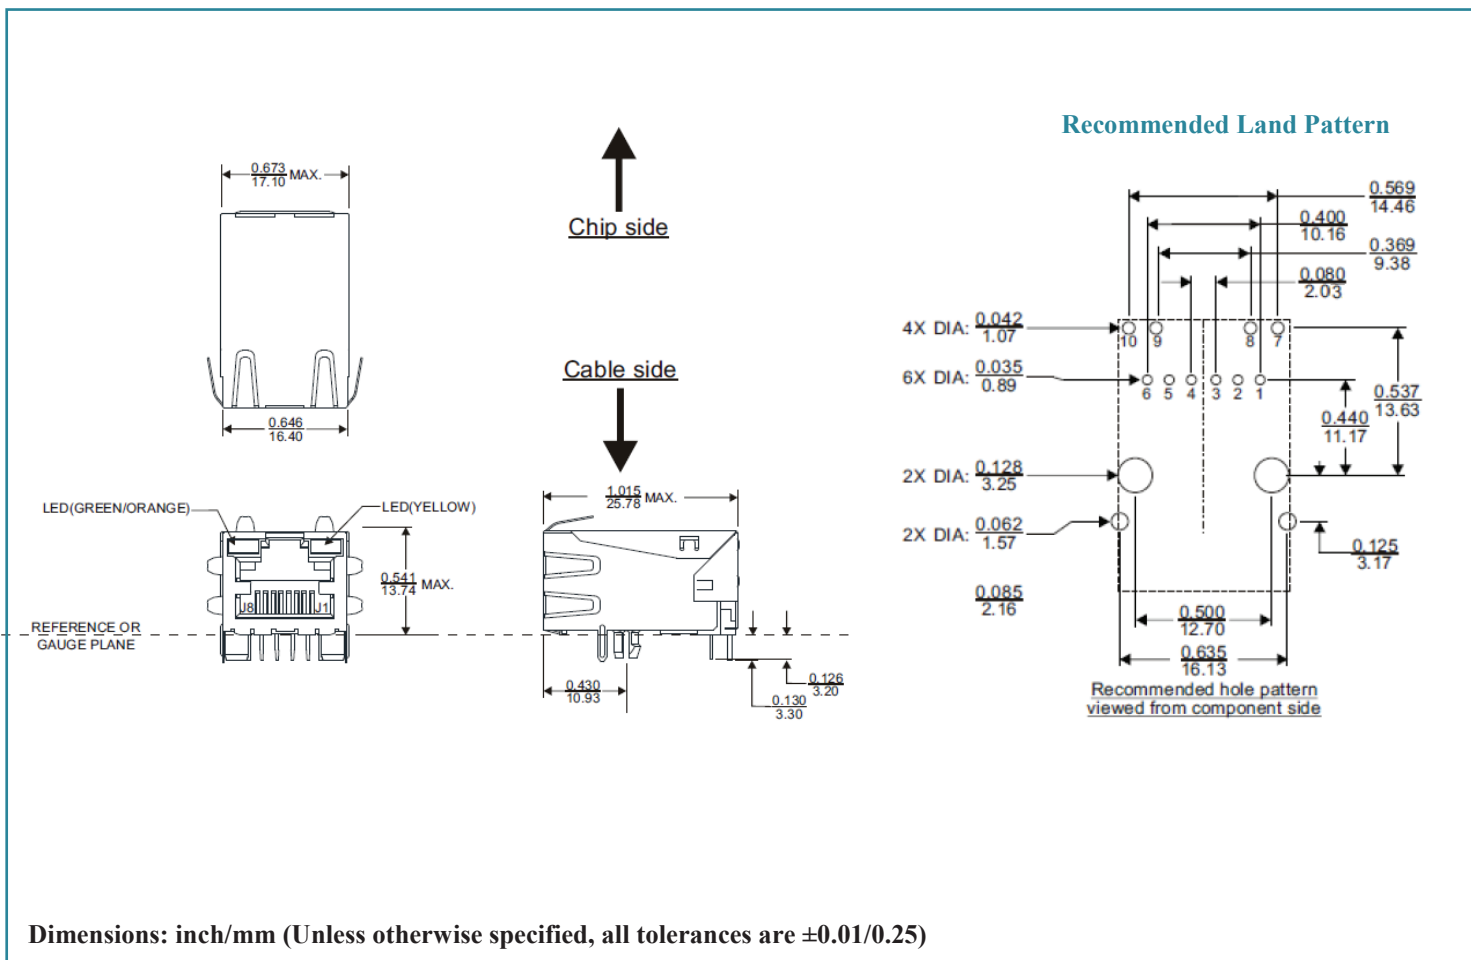 Recommended Land Pattern
0.673
17.10
MAX.
0.646
16.40
Chip side
Cable side
LED(GREEN/ORANGE)
LED(YELLOW)
0.541
13.74
MAX.
J8
J1
REFERENCE OR
GAUGE PLANE
1.015
25.78
MAX.
0.430
10.93
0.126
3.20
0.130
3.30
0.569
14.46
0.400
10.16
0.369
9.38
0.080
2.03
4X DIA: 0.042
1.07
10 9 8 7
6X DIA: 0.035
0.89
6 5 4 3 2 1
0.537
13.63
0.440
11.17
2X DIA: 0.128
3.25
2X DIA: 0.062
1.57
0.125
3.17
0.085
2.16
0.500
12.70
0.635
16.13
Recommended hole pattern
viewed from component side
Dimensions: inch/mm (Unless otherwise specified, all tolerances are ±0.01/0.25)